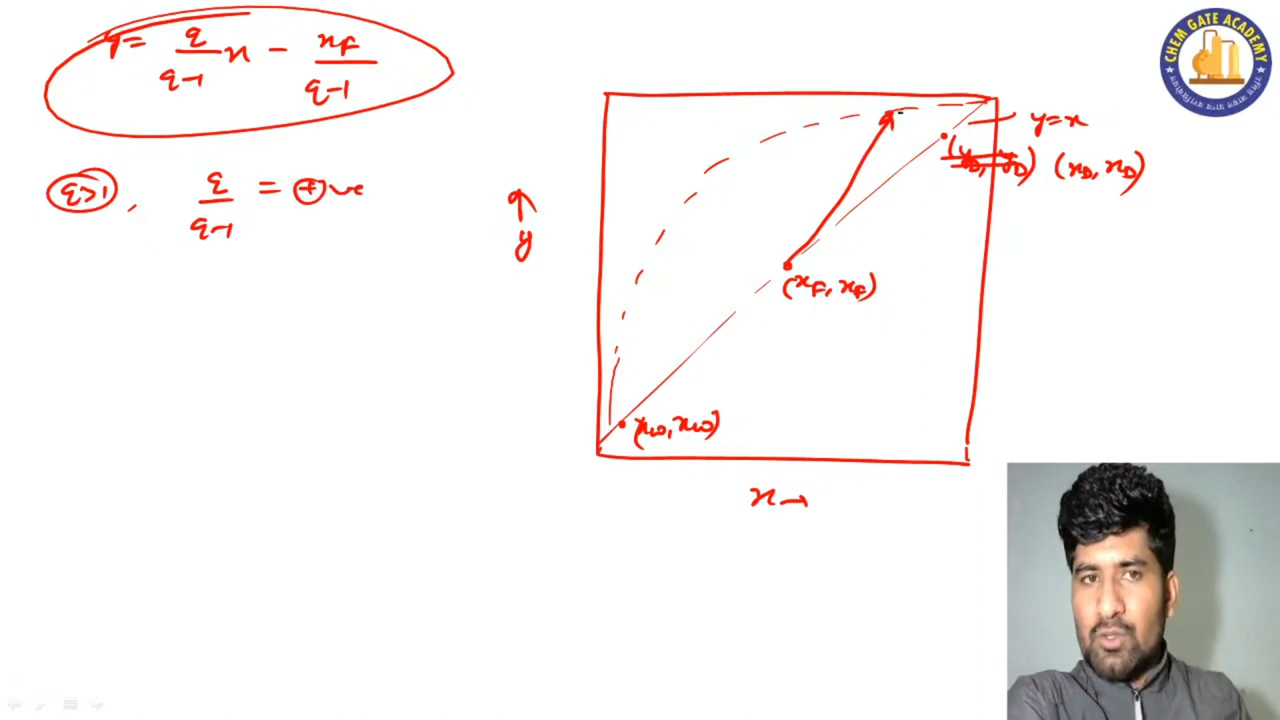 y = q/(q-1) x - xF/(q-1)
q>1, q/(q-1) = ⊕ve
CHEM GATE ACADEMY
y=x
(xD, xD)
y
(xF, xF)
(xw, xw)
x→